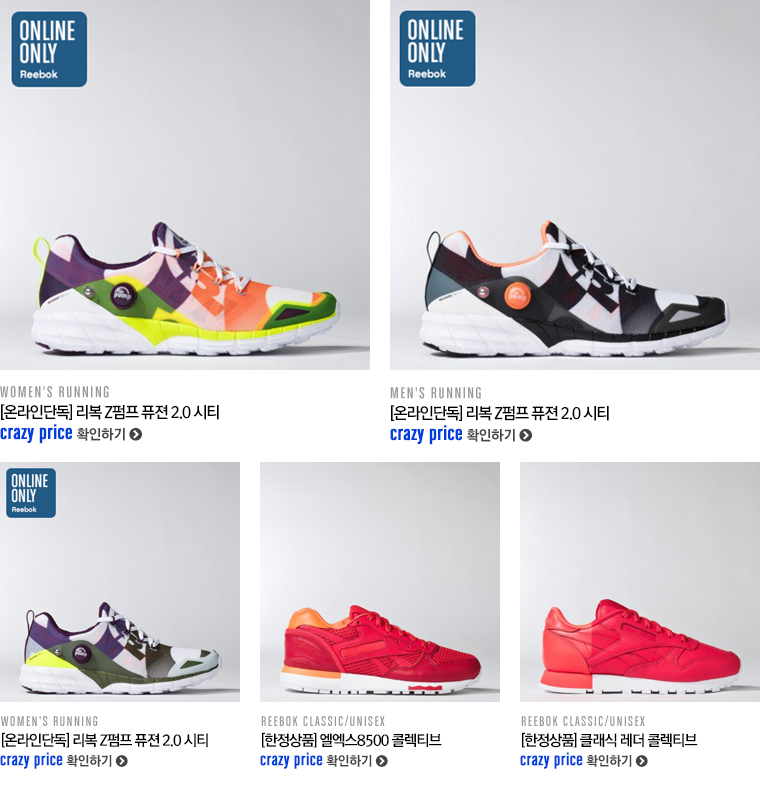 ONLINE
ONLY
Reebok
ONLINE
ONLY
Reebok
pump
pump
WOMEN'S RUNNING
[온라인단독] 리복 Z펌프 퓨젼 2.0 시티
crazy price 확인하기
MEN'S RUNNING
[온라인단독] 리복 Z펌프 퓨젼 2.0 시티
crazy price 확인하기
ONLINE
ONLY
Reebok
WOMEN'S RUNNING
[온라인단독] 리복 Z펌프 퓨젼 2.0 시티
crazy price 확인하기
REEBOK CLASSIC/UNISEX
[한정상품] 엘엑스8500 콜렉티브
crazy price 확인하기
REEBOK CLASSIC/UNISEX
[한정상품] 클래식 레더 콜렉티브
crazy price 확인하기